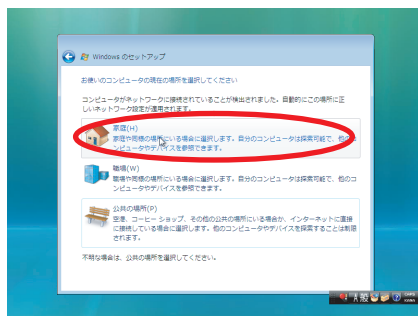 Windows のセットアップ
お使いのコンピュータの現在の場所を選択してください
コンピュータがネットワークに接続されていることが検出されました。自動的にこの場所に正
しいネットワーク設定が適用されます。
家庭(H)
家庭や同様の場所にいる場合に選択します。自分のコンピュータは探索可能で、他のコ
ンピュータやデバイスを参照できます。
職場(W)
職場や同様の場所にいる場合に選択します。自分のコンピュータは探索可能で、他のコ
ンピュータやデバイスを参照できます。
公共の場所(P)
空港、コーヒー ショップ、その他の公共の場所にいる場合か、インターネットに直接
に接続している場合に選択します。他のコンピュータやデバイスを探索することは制限
されます。
不明な場合は、公共の場所を選択してください。
A 般
CAPS
KANA